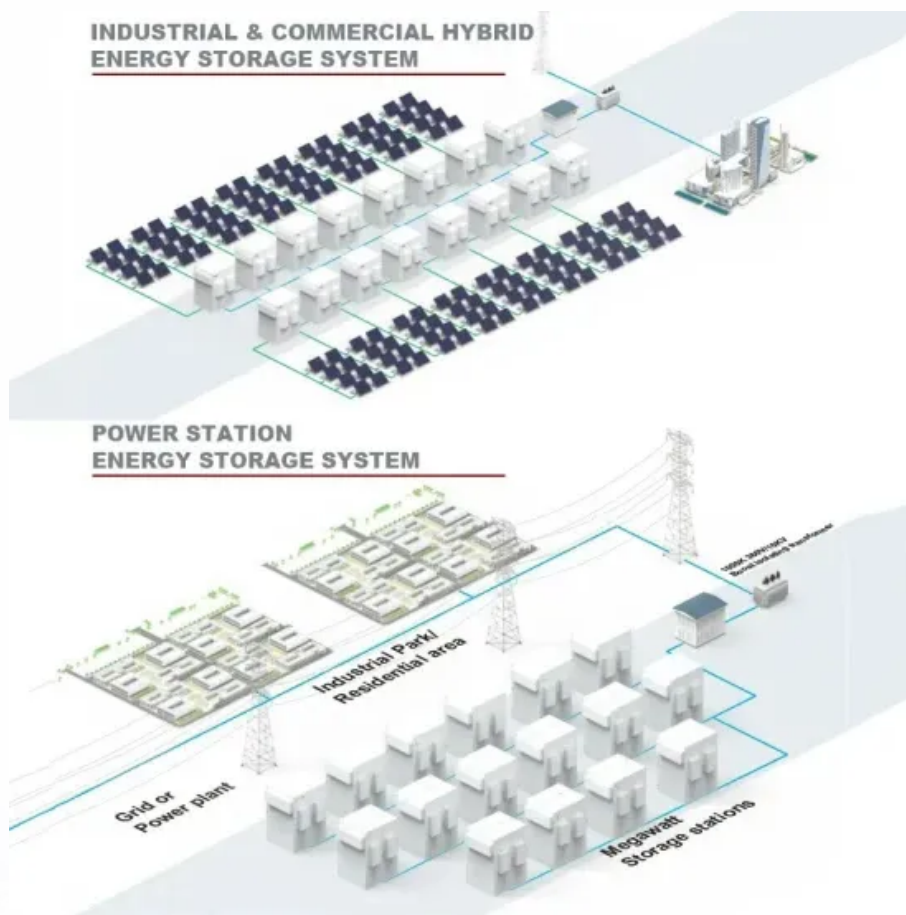 INDUSTRIAL & COMMERCIAL HYBRID
ENERGY STORAGE SYSTEM
POWER STATION
ENERGY STORAGE SYSTEM
Industrial Park/
Residential area
Grid or
Power plant
Megawatt
Storage stations